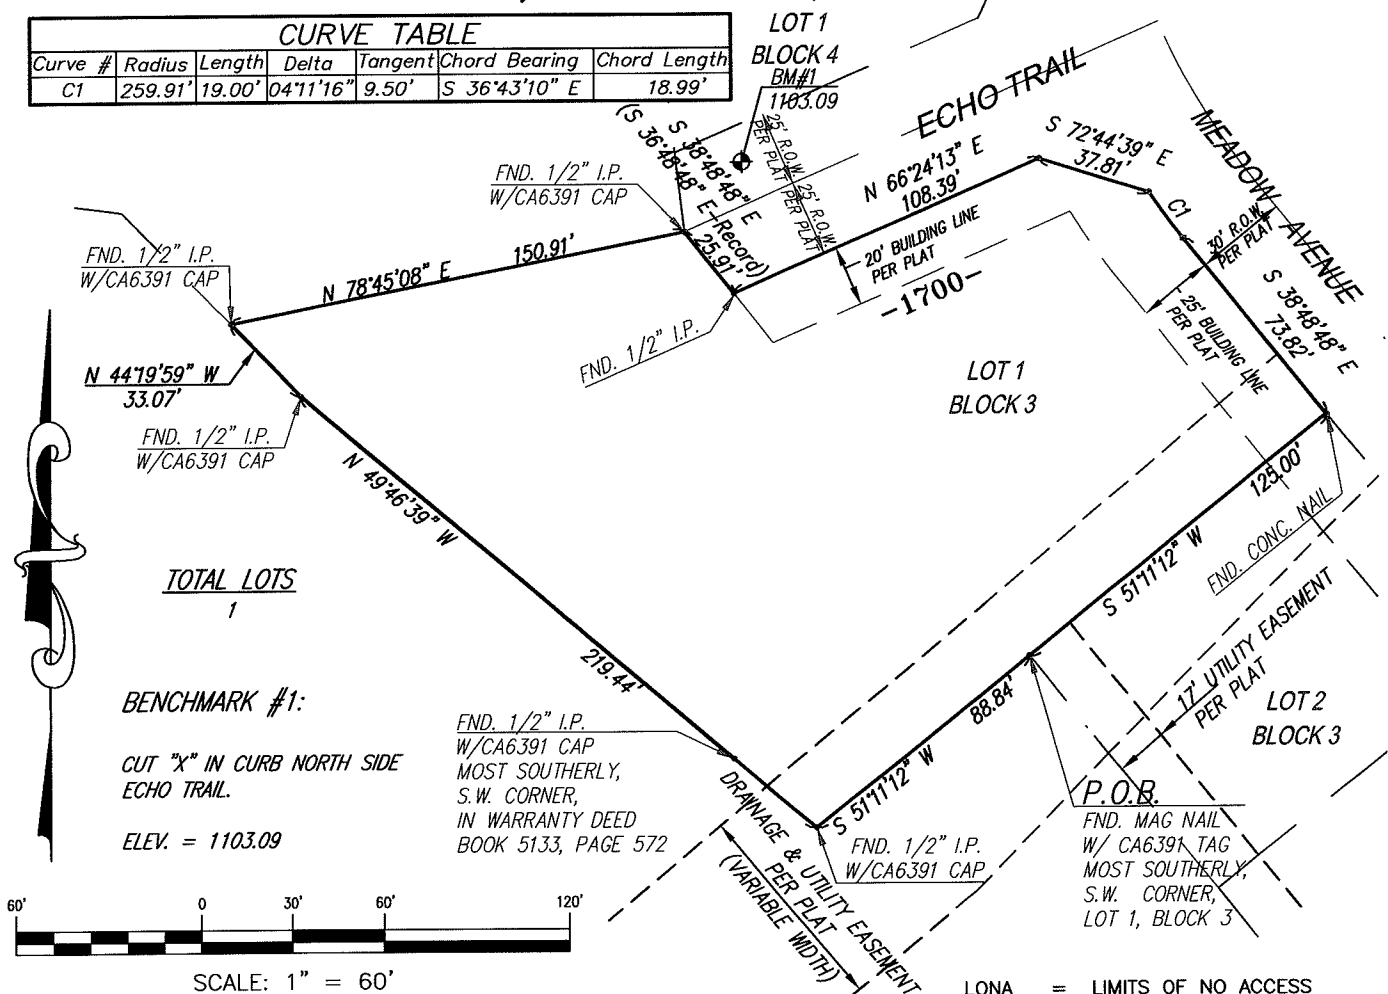 CURVE TABLE
Curve # Radius Length Delta Tangent Chord Bearing Chord Length
C1 259.91' 19.00' 04°11'16" 9.50' S 36°43'10" E 18.99'
LOT 1
BLOCK 4
BM#1
1103.09
ECHO TRAIL
MEADOW AVENUE
S 38°48'48" E
(S 36°48'48" E-Record)
25.91'
25' R.O.W.
PER PLAT
25' R.O.W.
PER PLAT
N 66°24'13" E
108.39'
S 72°44'39" E
37.81'
C1
30' R.O.W.
PER PLAT
FND. 1/2" I.P.
W/CA6391 CAP
FND. 1/2" I.P.
W/CA6391 CAP
N 78°45'08" E
150.91'
20' BUILDING LINE
PER PLAT
-1700-
25' BUILDING LINE
PER PLAT
S 38°48'48" E
73.82'
FND. 1/2" I.P.
N 44°19'59" W
33.07'
LOT 1
BLOCK 3
FND. 1/2" I.P.
W/CA6391 CAP
N 49°46'39" W
219.44'
125.00'
S 51°11'12" W
FND. CONC. NAIL
TOTAL LOTS
1
17' UTILITY EASEMENT
PER PLAT
LOT 2
BLOCK 3
BENCHMARK #1:
CUT "X" IN CURB NORTH SIDE
ECHO TRAIL.
ELEV. = 1103.09
FND. 1/2" I.P.
W/CA6391 CAP
MOST SOUTHERLY,
S.W. CORNER,
IN WARRANTY DEED
BOOK 5133, PAGE 572
88.84'
S 51°11'12" W
DRAINAGE & UTILITY EASEMENT
PER PLAT
(VARIABLE WIDTH)
FND. 1/2" I.P.
W/CA6391 CAP
P.O.B.
FND. MAG NAIL
W/ CA6391 TAG
MOST SOUTHERLY,
S.W. CORNER,
LOT 1, BLOCK 3
60' 0 30' 60' 120'
SCALE: 1" = 60'
LONA = LIMITS OF NO ACCESS